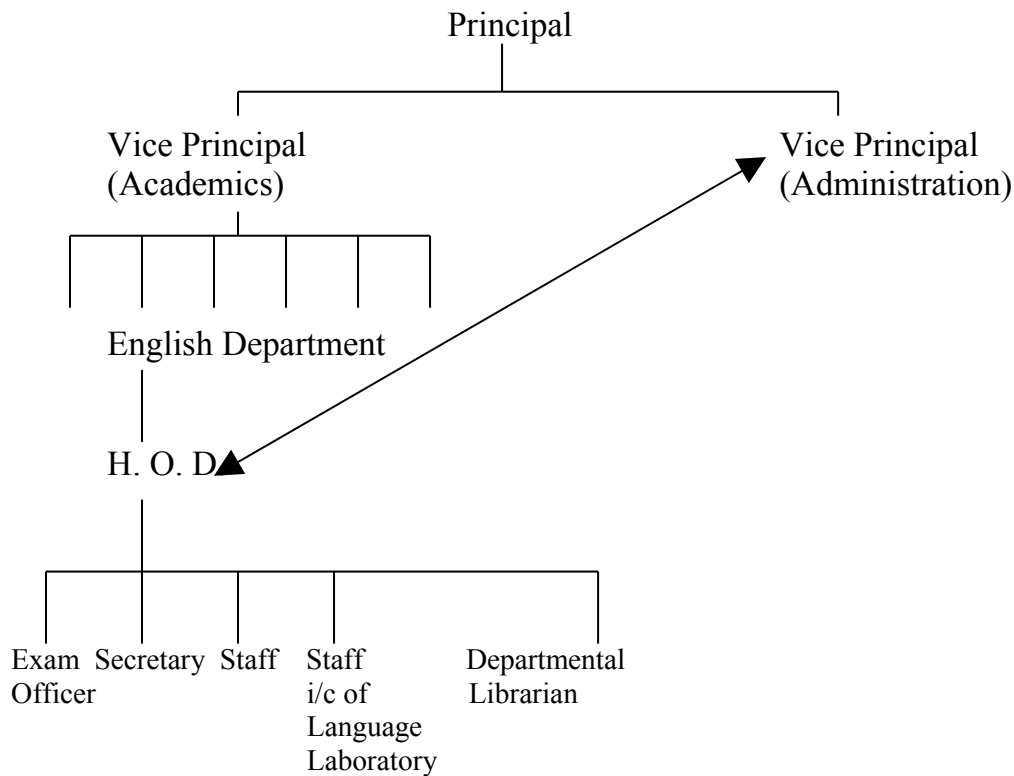 Principal
Vice Principal
(Academics)
Vice Principal
(Administration)
English Department
H. O. D
Exam Officer
Secretary
Staff
Staff
i/c of
Language
Laboratory
Departmental
Librarian